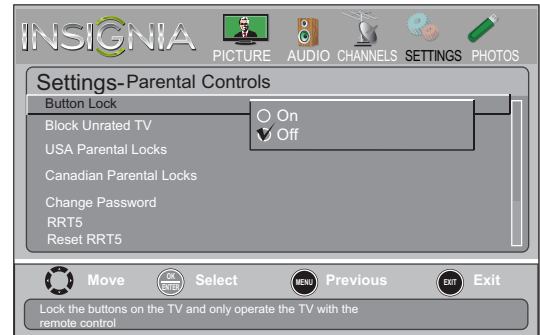 INSIGNIA
PICTURE AUDIO CHANNELS SETTINGS PHOTOS
Settings-Parental Controls
Button Lock
On
Off
Block Unrated TV
USA Parental Locks
Canadian Parental Locks
Change Password
RRT5
Reset RRT5
Move OK ENTER Select MENU Previous EXIT Exit
Lock the buttons on the TV and only operate the TV with the
remote control